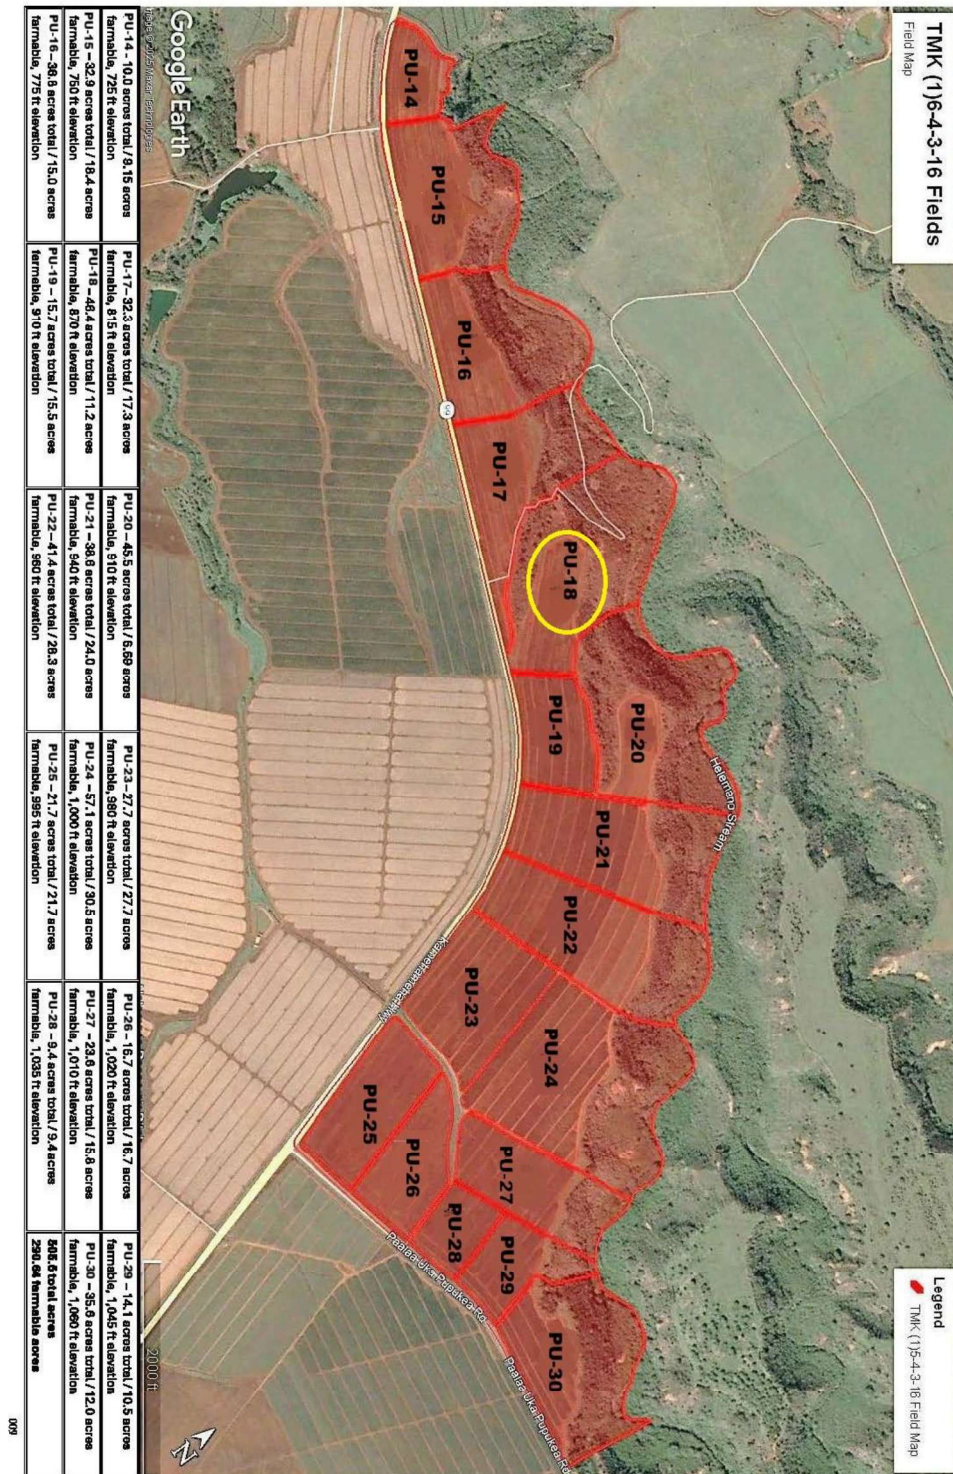 TMK (1)6-4-3-16 Fields
Field Map
Legend
TMK (1)5-4-3-16 Field Map
PU-14
PU-15
PU-16
PU-17
PU-18
PU-19
PU-20
PU-21
PU-22
PU-23
PU-24
PU-25
PU-26
PU-27
PU-28
PU-29
PU-30
Helemano Stream
99
Kamehameha Hwy
Paalaa Uka Pupukea Rd
Paalaa Uka Pupukea Rd
Google Earth
Image © 2025 Maxar Technologies
2000 ft
N
PU-14 - 10.0 acres total / 9.15 acres
farmable, 725 ft elevation
PU-15 – 32.9 acres total / 18.4 acres
farmable, 750 ft elevation
PU-16 – 38.8 acres total / 15.0 acres
farmable, 775 ft elevation
PU-17 – 32.3 acres total / 17.3 acres
farmable, 815 ft elevation
PU-18 – 46.4 acres total / 11.2 acres
farmable, 870 ft elevation
PU-19 – 15.7 acres total / 15.5 acres
farmable, 910 ft elevation
PU-20 – 45.5 acres total / 6.69 acres
farmable, 910 ft elevation
PU-21 – 38.6 acres total / 24.0 acres
farmable, 940 ft elevation
PU-22 – 41.4 acres total / 28.3 acres
farmable, 960 ft elevation
PU-23 – 27.7 acres total / 27.7 acres
farmable, 990 ft elevation
PU-24 – 57.1 acres total / 30.5 acres
farmable, 1,000 ft elevation
PU-25 – 21.7 acres total / 21.7 acres
farmable, 995 ft elevation
PU-26 – 16.7 acres total / 16.7 acres
farmable, 1,020 ft elevation
PU-27 – 23.6 acres total / 15.8 acres
farmable, 1,010 ft elevation
PU-28 – 9.4 acres total / 9.4 acres
farmable, 1,035 ft elevation
PU-29 – 14.1 acres total / 10.5 acres
farmable, 1,045 ft elevation
PU-30 – 35.6 acres total / 12.0 acres
farmable, 1,060 ft elevation
505.5 total acres
290.64 farmable acres
009